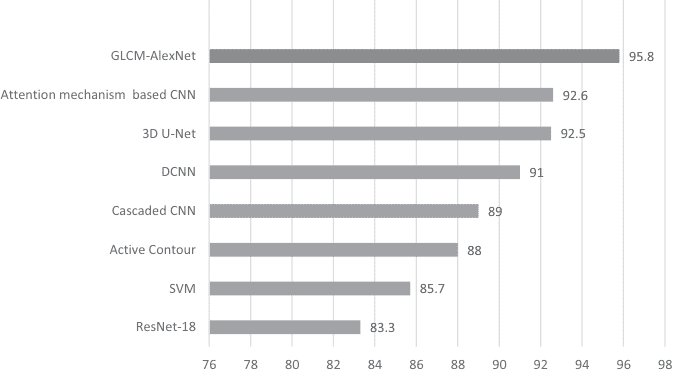 GLCM-AlexNet 95.8
Attention mechanism based CNN 92.6
3D U-Net 92.5
DCNN 91
Cascaded CNN 89
Active Contour 88
SVM 85.7
ResNet-18 83.3
76 78 80 82 84 86 88 90 92 94 96 98